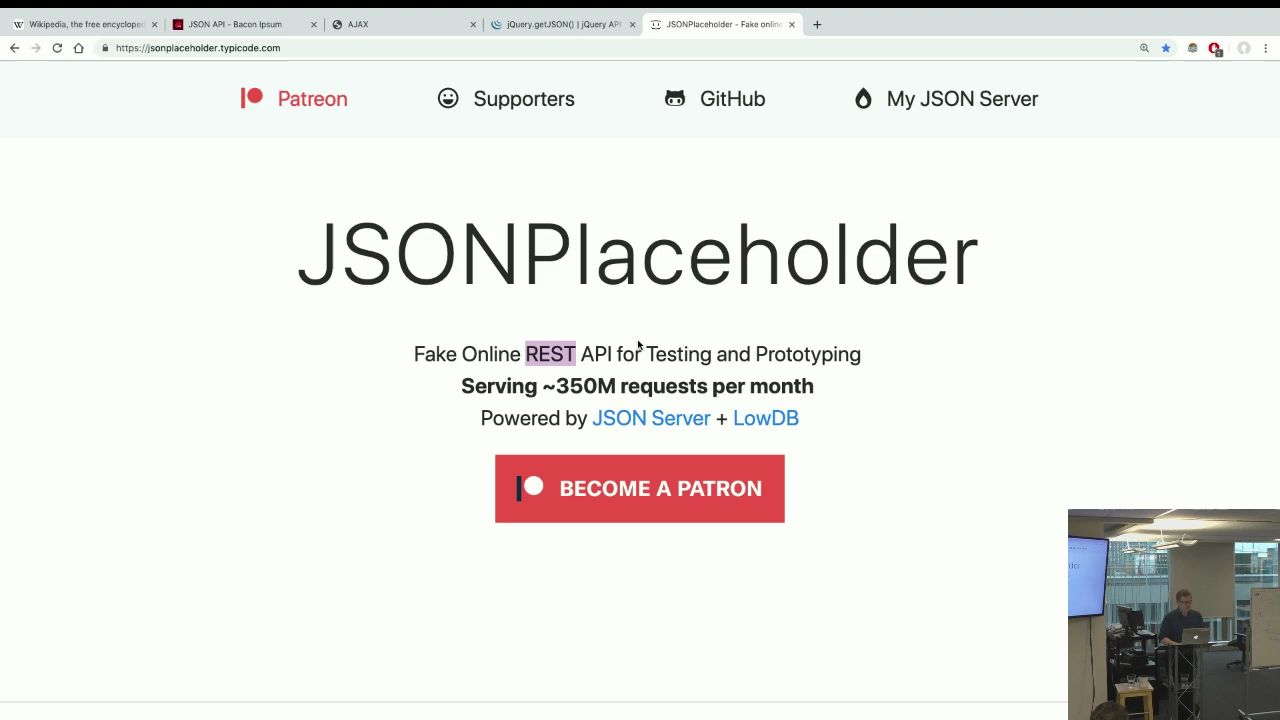 Wikipedia, the free encycloped
JSON API - Bacon Ipsum
AJAX
jQuery.getJSON() | jQuery API
JSONPlaceholder - Fake online
https://jsonplaceholder.typicode.com
1
Patreon
Supporters
GitHub
My JSON Server
JSONPlaceholder
Fake Online REST API for Testing and Prototyping
Serving ~350M requests per month
Powered by JSON Server + LowDB
BECOME A PATRON